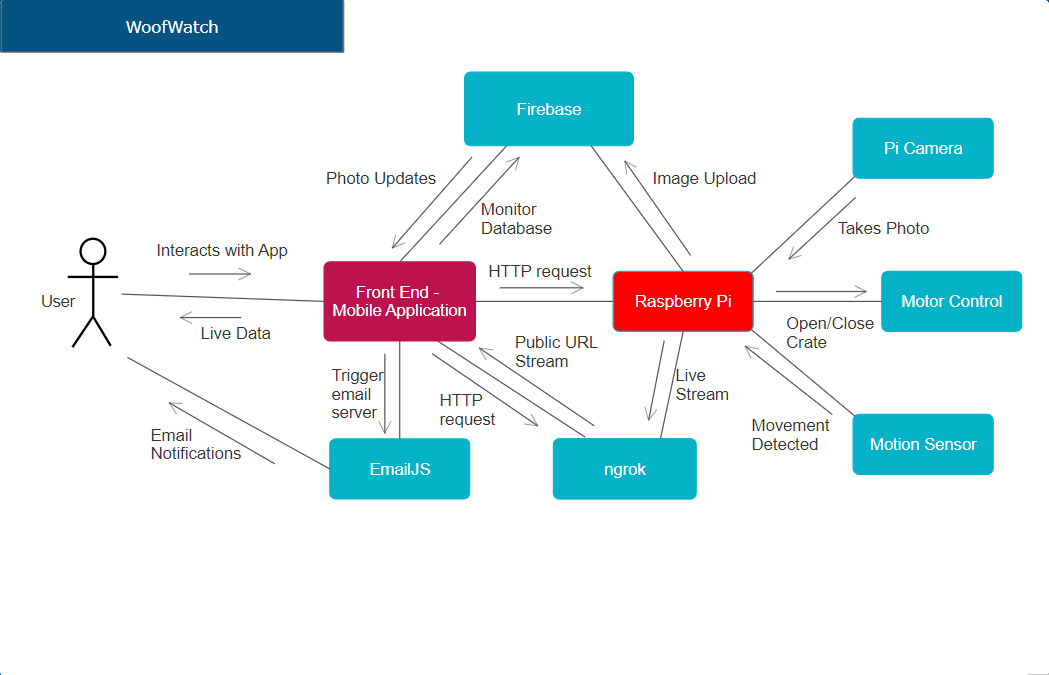 WoofWatch
Firebase
Pi Camera
Photo Updates
Image Upload
Monitor
Database
Takes Photo
Interacts with App
HTTP request
User
Front End -
Mobile Application
Raspberry Pi
Motor Control
Live Data
Open/Close
Crate
Public URL
Stream
Trigger
email
server
Live
Stream
HTTP
request
Movement
Detected
Email
Notifications
Motion Sensor
EmailJS
ngrok